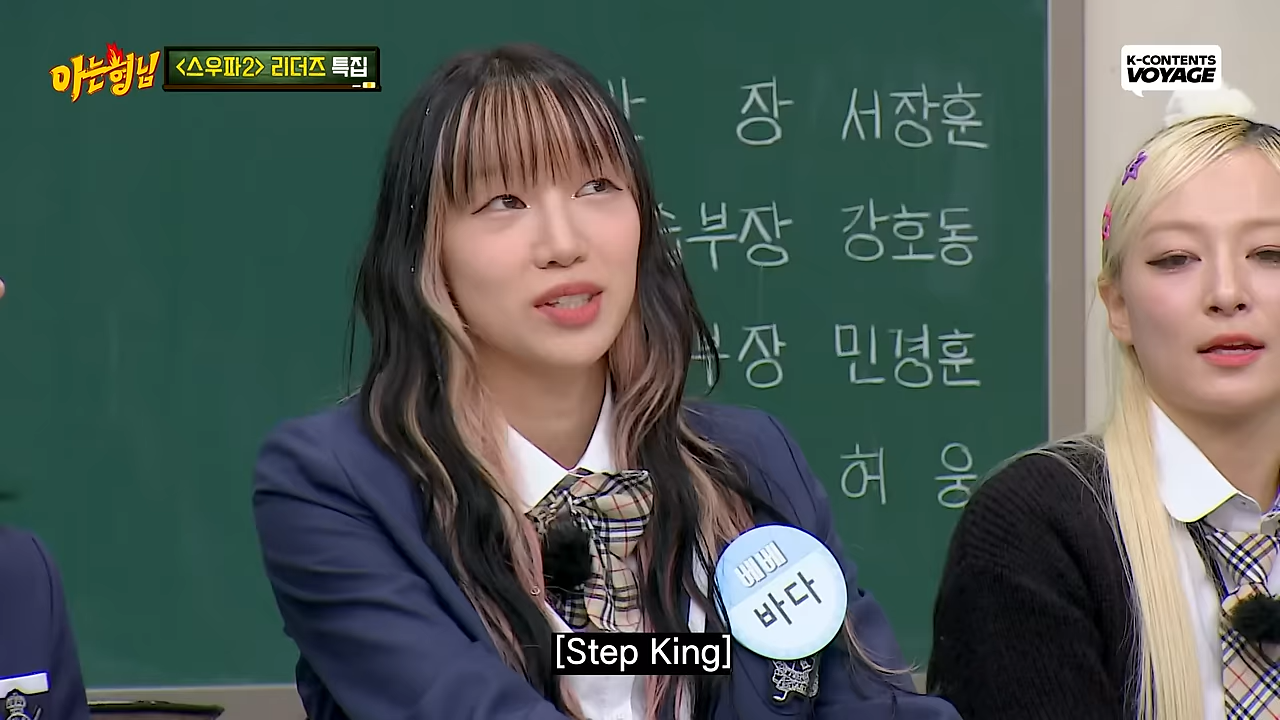 아는형님 <스우파2> 리더즈 특집
K-CONTENTS
VOYAGE
장 서장훈
부장 강호동
부장 민경훈
허웅
베베
바다
[Step King]